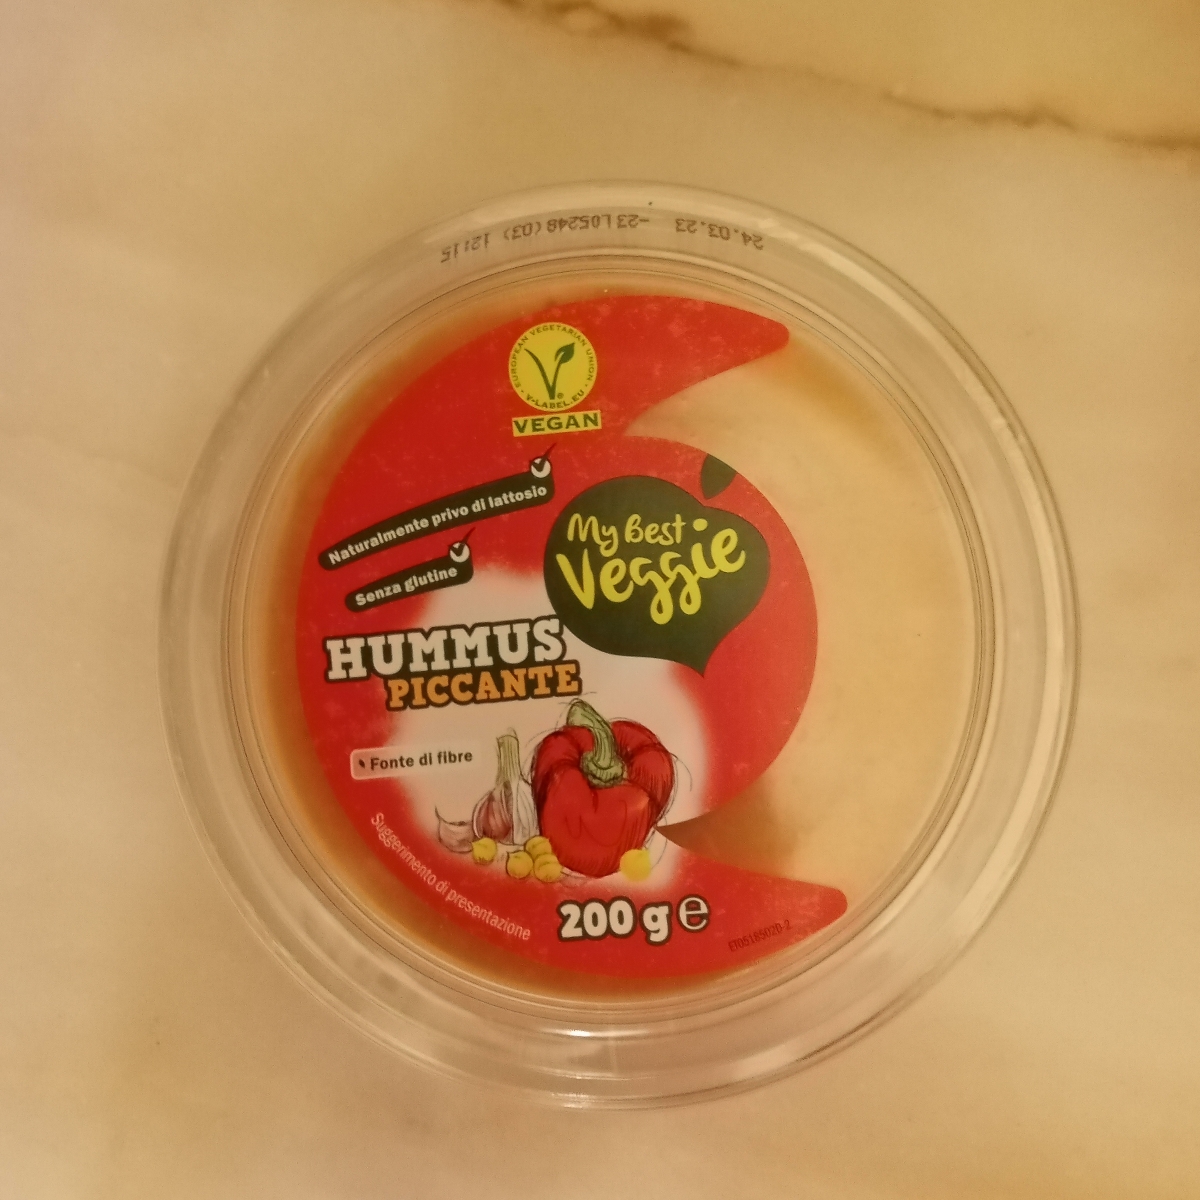 24.03.23 -23L05248(03) 12:15
EUROPEAN VEGETARIAN UNION
V-LABEL.EU
VEGAN
Naturalmente privo di lattosio
Senza glutine
My Best
Veggie
HUMMUS
PICCANTE
Fonte di fibre
Suggerimento di presentazione
200 g e